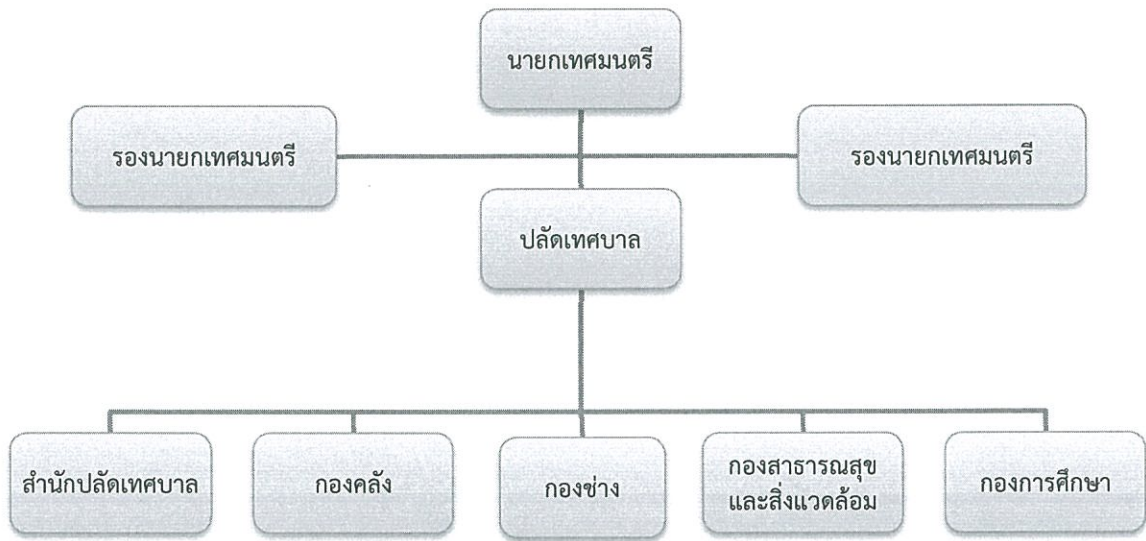 นายกเทศมนตรี
รองนายกเทศมนตรี
รองนายกเทศมนตรี
ปลัดเทศบาล
สำนักปลัดเทศบาล
กองคลัง
กองช่าง
กองสาธารณสุข
และสิ่งแวดล้อม
กองการศึกษา